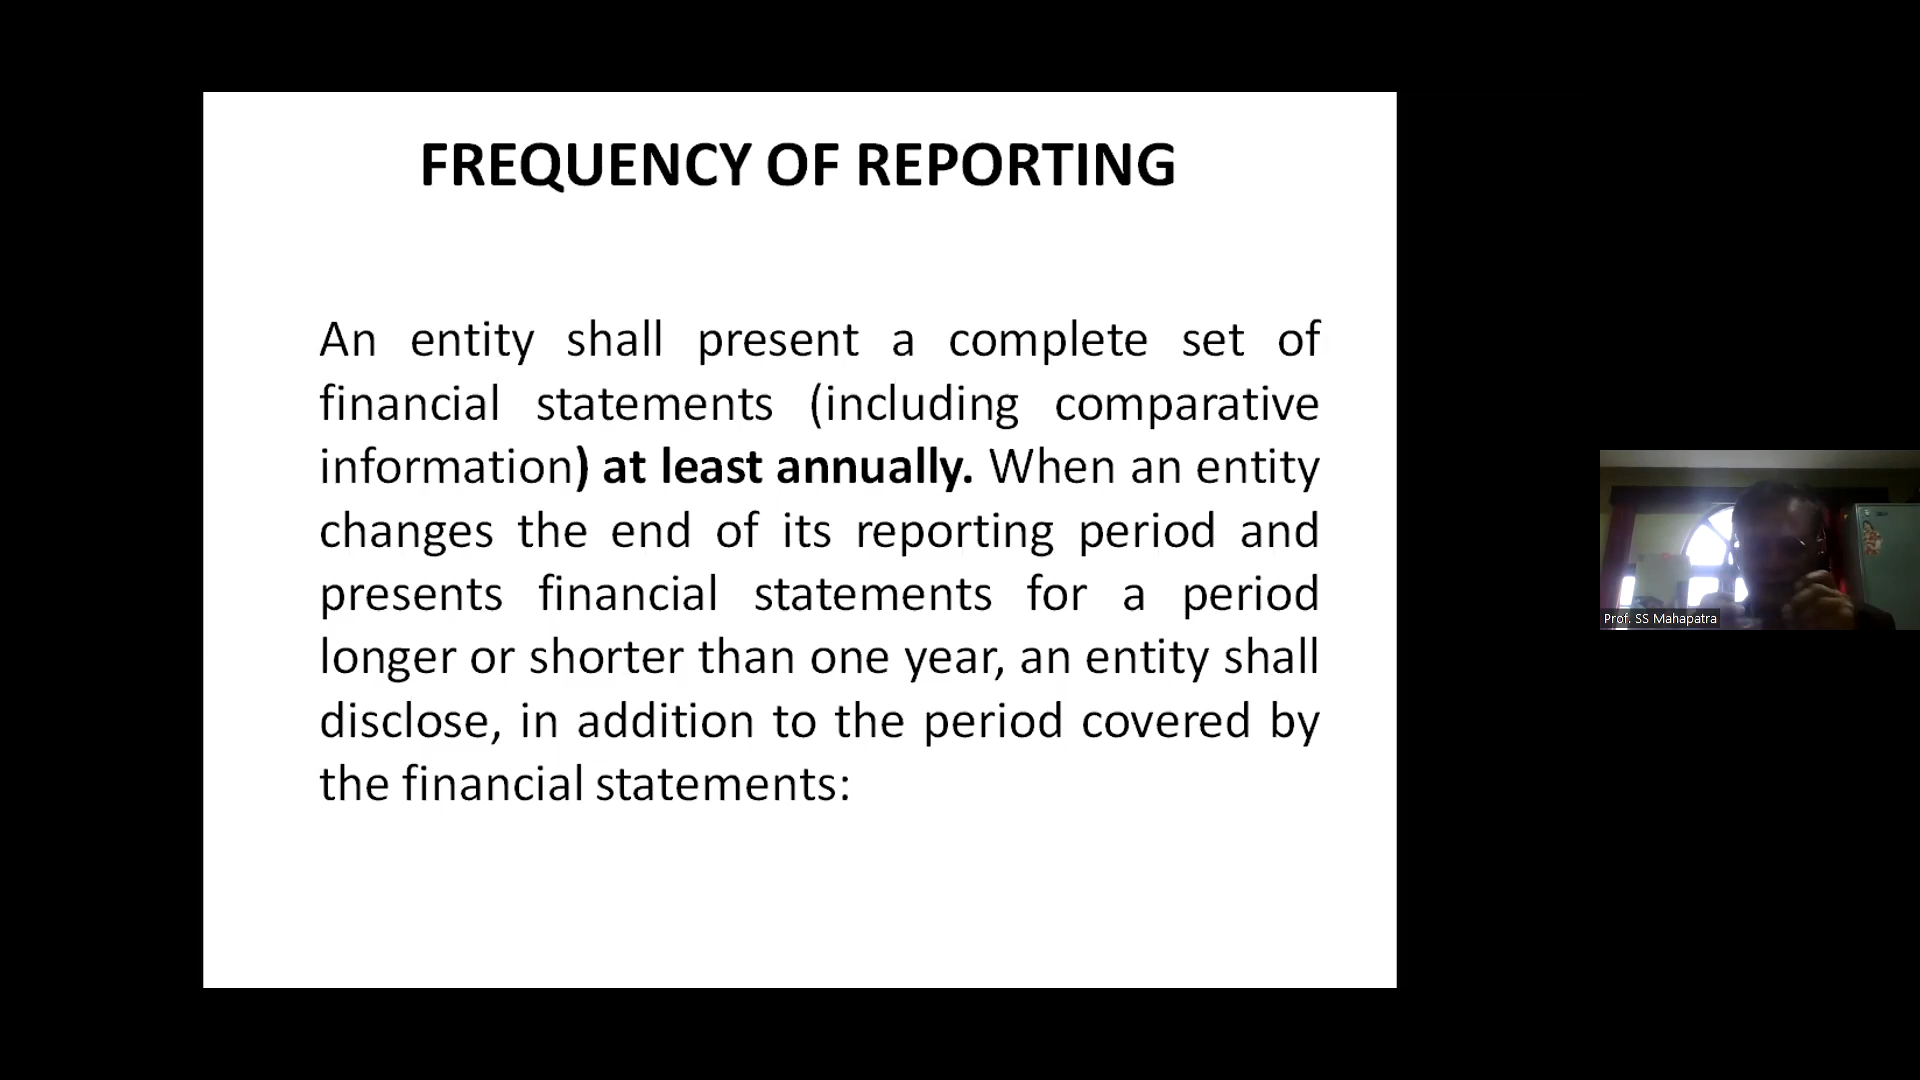 FREQUENCY OF REPORTING
An entity shall present a complete set of
financial statements (including comparative
information) at least annually. When an entity
changes the end of its reporting period and
presents financial statements for a period
longer or shorter than one year, an entity shall
disclose, in addition to the period covered by
the financial statements:
Prof. SS Mahapatra